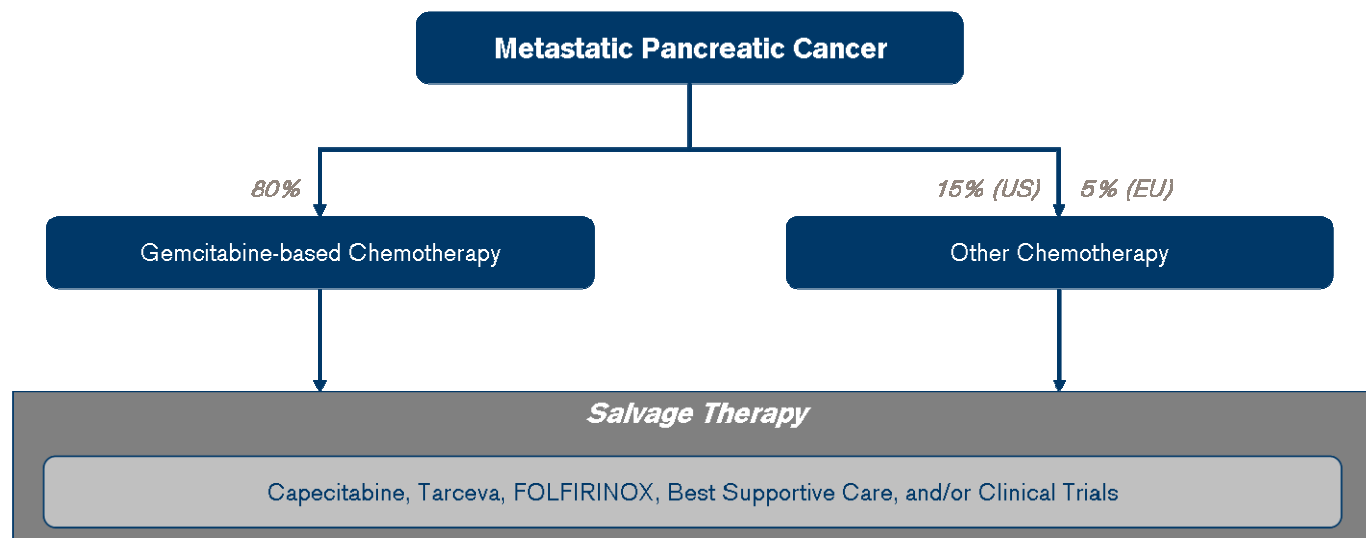 Metastatic Pancreatic Cancer
80%
15% (US) 5% (EU)
Gemcitabine-based Chemotherapy
Other Chemotherapy
Salvage Therapy
Capecitabine, Tarceva, FOLFIRINOX, Best Supportive Care, and/or Clinical Trials